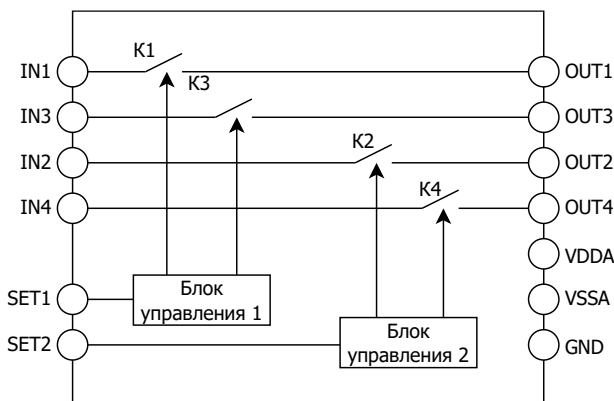 K1
IN1
OUT1
K3
IN3
OUT3
K2
IN2
OUT2
K4
IN4
OUT4
VDDA
SET1
Блок
управления 1
VSSA
SET2
Блок
управления 2
GND